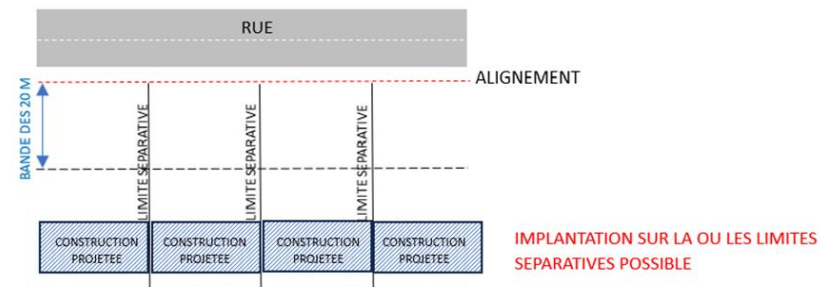 RUE
ALIGNEMENT
BANDE DES 20 M
LIMITE SEPARATIVE
LIMITE SEPARATIVE
LIMITE SEPARATIVE
CONSTRUCTION
PROJETEE
CONSTRUCTION
PROJETEE
CONSTRUCTION
PROJETEE
CONSTRUCTION
PROJETEE
IMPLANTATION SUR LA OU LES LIMITES
SEPARATIVES POSSIBLE